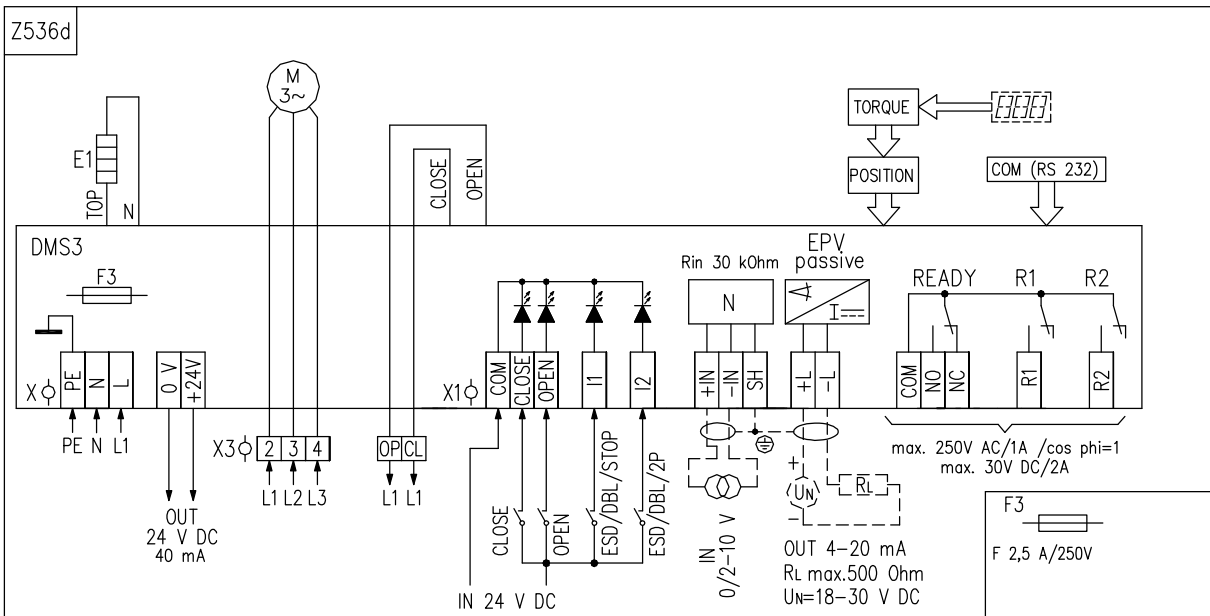 Z536d
M
3~
E1
TOP
N
CLOSE
OPEN
TORQUE
POSITION
COM (RS 232)
DMS3
F3
Rin 30 kOhm
N
EPV
passive
I
READY
R1
R2
X
PE
N
L
0 V
+24V
X1
COM
CLOSE
OPEN
I1
I2
+IN
-IN
SH
+L
-L
COM
NO
NC
R1
R2
PE N L1
X3
2 3 4
L1 L2 L3
OP CL
L1 L1
OUT
24 V DC
40 mA
CLOSE
OPEN
ESD/DBL/STOP
ESD/DBL/2P
IN 24 V DC
IN
0/2-10 V
+
UN
-
RL
OUT 4-20 mA
RL max.500 Ohm
UN=18-30 V DC
max. 250V AC/1A /cos phi=1
max. 30V DC/2A
F3
F 2,5 A/250V